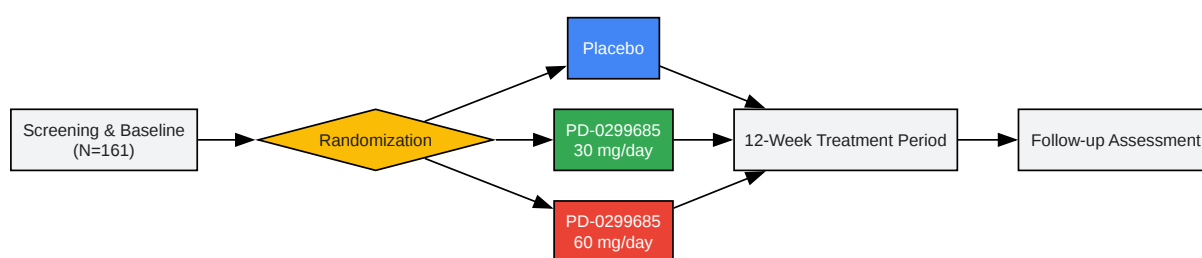 Screening & Baseline
(N=161)
Randomization
Placebo
PD-0299685
30 mg/day
PD-0299685
60 mg/day
12-Week Treatment Period
Follow-up Assessment